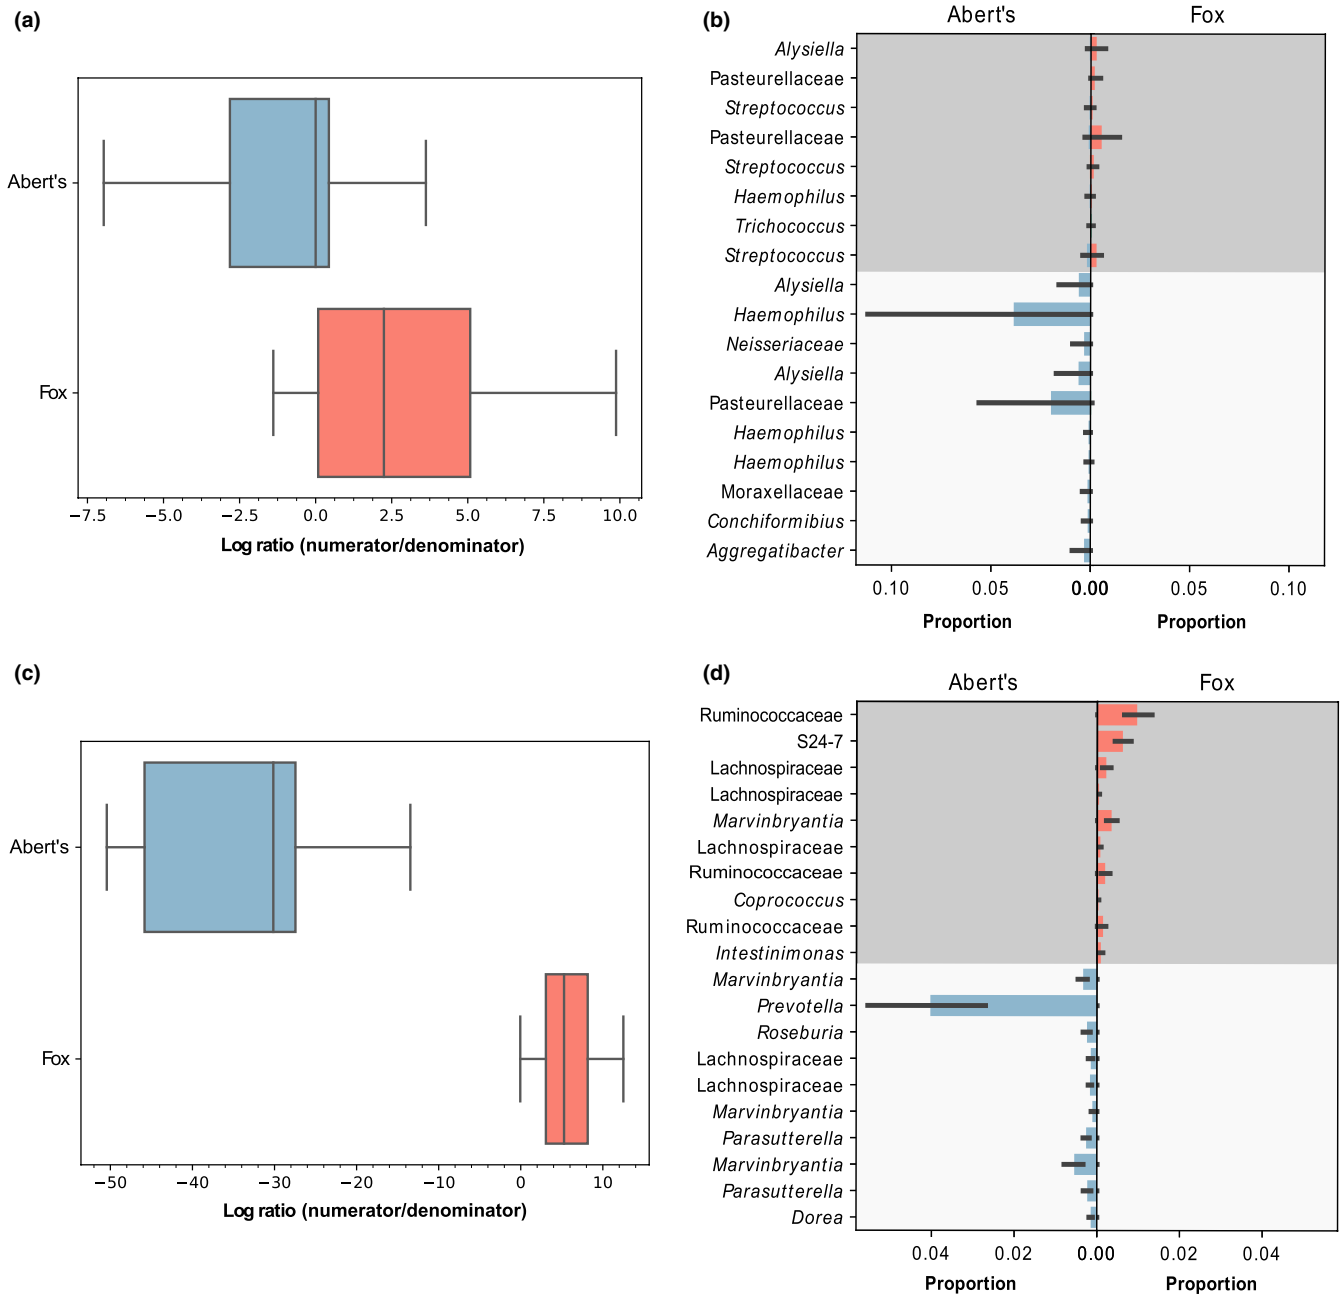 (a)
Abert's
Fox
−7.5 −5.0 −2.5 0.0 2.5 5.0 7.5 10.0
Log ratio (numerator/denominator)
(b)
Abert's Fox
Alysiella
Pasteurellaceae
Streptococcus
Pasteurellaceae
Streptococcus
Haemophilus
Trichococcus
Streptococcus
Alysiella
Haemophilus
Neisseriaceae
Alysiella
Pasteurellaceae
Haemophilus
Haemophilus
Moraxellaceae
Conchiformibius
Aggregatibacter
0.10 0.05 0.00 0.05 0.10
Proportion Proportion
(c)
Abert's
Fox
−50 −40 −30 −20 −10 0 10
Log ratio (numerator/denominator)
(d)
Abert's Fox
Ruminococcaceae
S24-7
Lachnospiraceae
Lachnospiraceae
Marvinbryantia
Lachnospiraceae
Ruminococcaceae
Coprococcus
Ruminococcaceae
Intestinimonas
Marvinbryantia
Prevotella
Roseburia
Lachnospiraceae
Lachnospiraceae
Marvinbryantia
Parasutterella
Marvinbryantia
Parasutterella
Dorea
0.04 0.02 0.00 0.02 0.04
Proportion Proportion